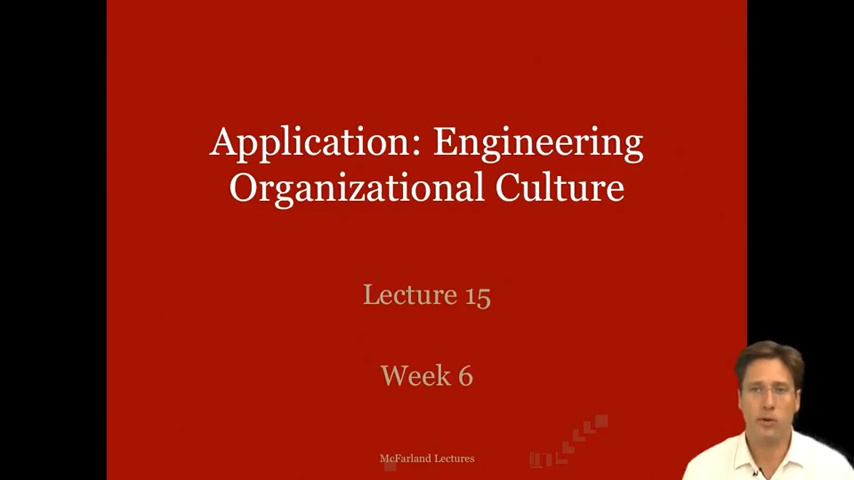 Application: Engineering
Organizational Culture
Lecture 15
Week 6
McFarland Lectures